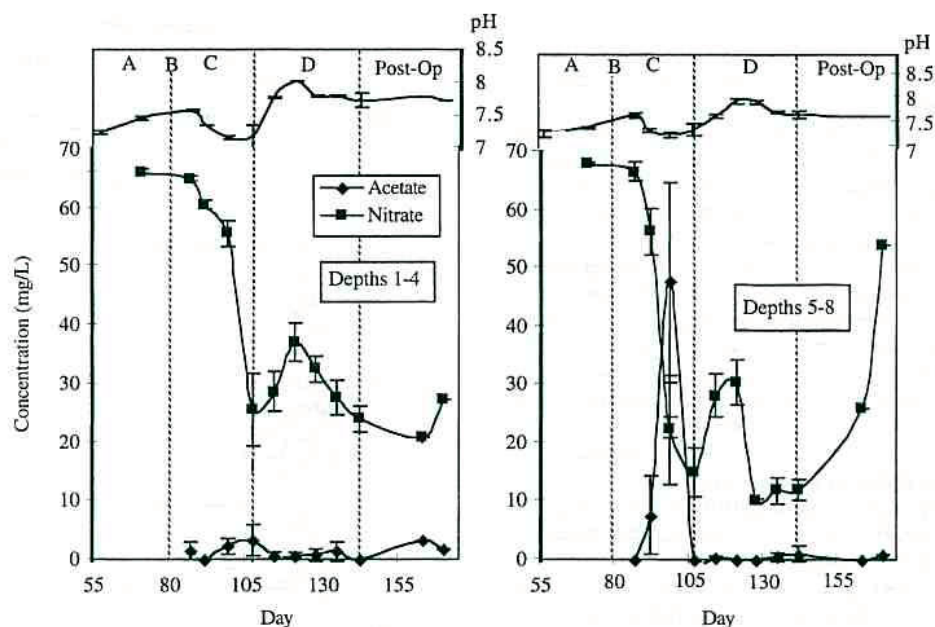 pH
8.5
8
7.5
7
A B C D Post-Op
70
60
50
40
30
20
10
0
Concentration (mg/L)
Acetate
Nitrate
Depths 1-4
55 80 105 130 155
Day
pH
8.5
8
7.5
7
A B C D Post-Op
70
60
50
40
30
20
10
0
Depths 5-8
55 80 105 130 155
Day